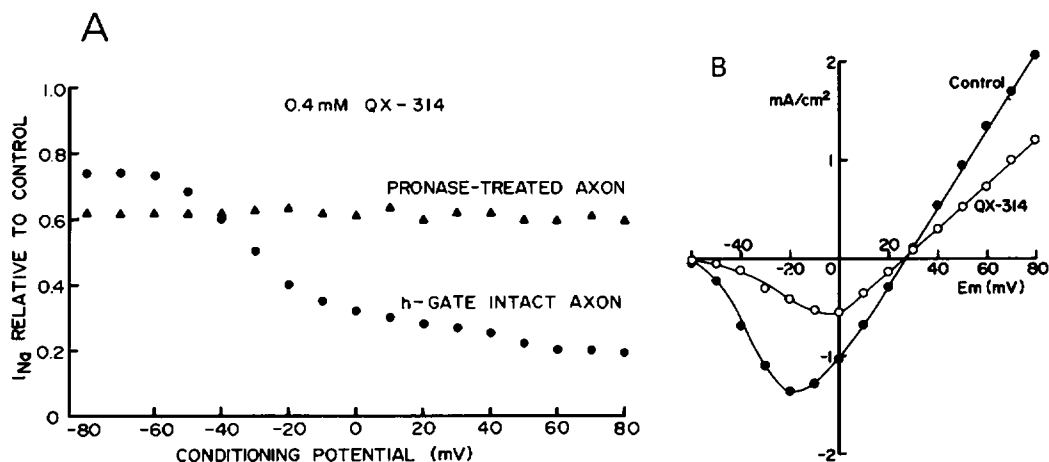 A
I_Na RELATIVE TO CONTROL
1.0
0.8
0.6
0.4
0.2
0
0.4 mM QX-314
PRONASE-TREATED AXON
h-GATE INTACT AXON
-80 -60 -40 -20 0 20 40 60 80
CONDITIONING POTENTIAL (mV)
B
mA/cm²
2
1
-1
-2
Control
QX-314
-40 -20 0 20 40 60 80
Em (mV)